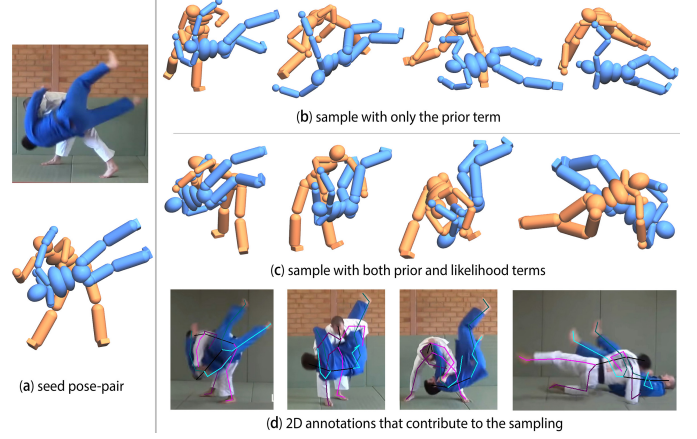 (b) sample with only the prior term
(c) sample with both prior and likelihood terms
(a) seed pose-pair
(d) 2D annotations that contribute to the sampling